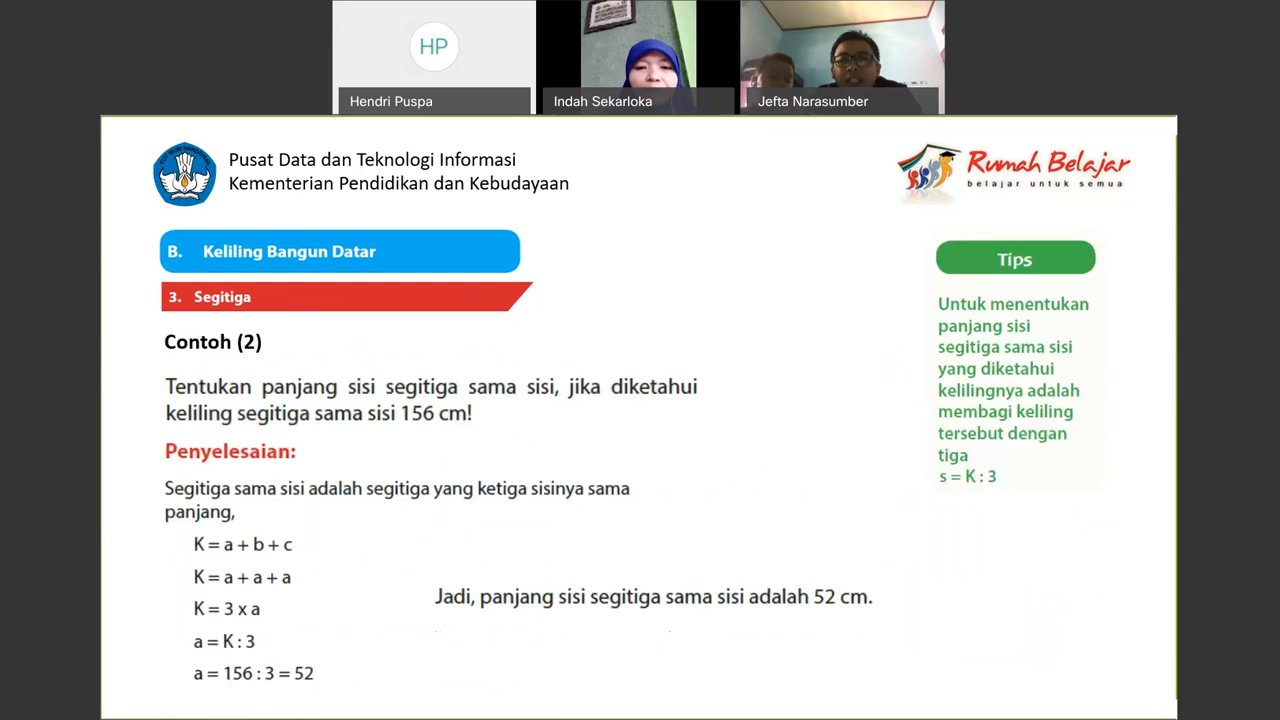 HP
Hendri Puspa
Indah Sekarloka
Jefta Narasumber
Pusat Data dan Teknologi Informasi
Kementerian Pendidikan dan Kebudayaan
Rumah Belajar
belajar untuk semua
B. Keliling Bangun Datar
3. Segitiga
Contoh (2)
Tentukan panjang sisi segitiga sama sisi, jika diketahui
keliling segitiga sama sisi 156 cm!
Penyelesaian:
Segitiga sama sisi adalah segitiga yang ketiga sisinya sama
panjang,
K = a + b + c
K = a + a + a
K = 3 x a
a = K : 3
a = 156 : 3 = 52
Jadi, panjang sisi segitiga sama sisi adalah 52 cm.
Tips
Untuk menentukan
panjang sisi
segitiga sama sisi
yang diketahui
kelilingnya adalah
membagi keliling
tersebut dengan
tiga
s = K : 3